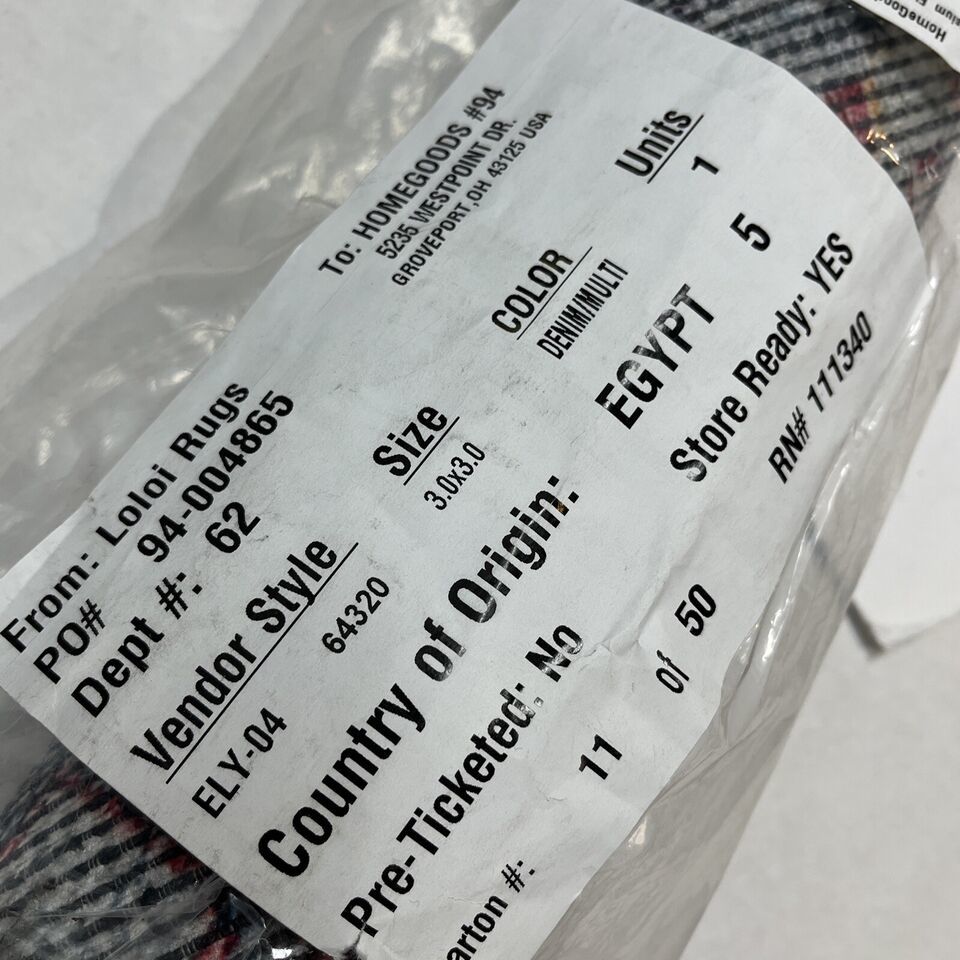 HomeGoods
To: HOMEGOODS #94
5235 WESTPOINT DR.
GROVEPORT,OH 43125 USA
From: Loloi Rugs
PO# 94-004865
Dept #: 62
Vendor Style Size COLOR Units
ELY-04 64320 3.0x3.0 DENIM/MULTI 1
Country of Origin: EGYPT 5
Pre-Ticketed: No Store Ready: YES
arton #: 11 of 50 RN# 111340